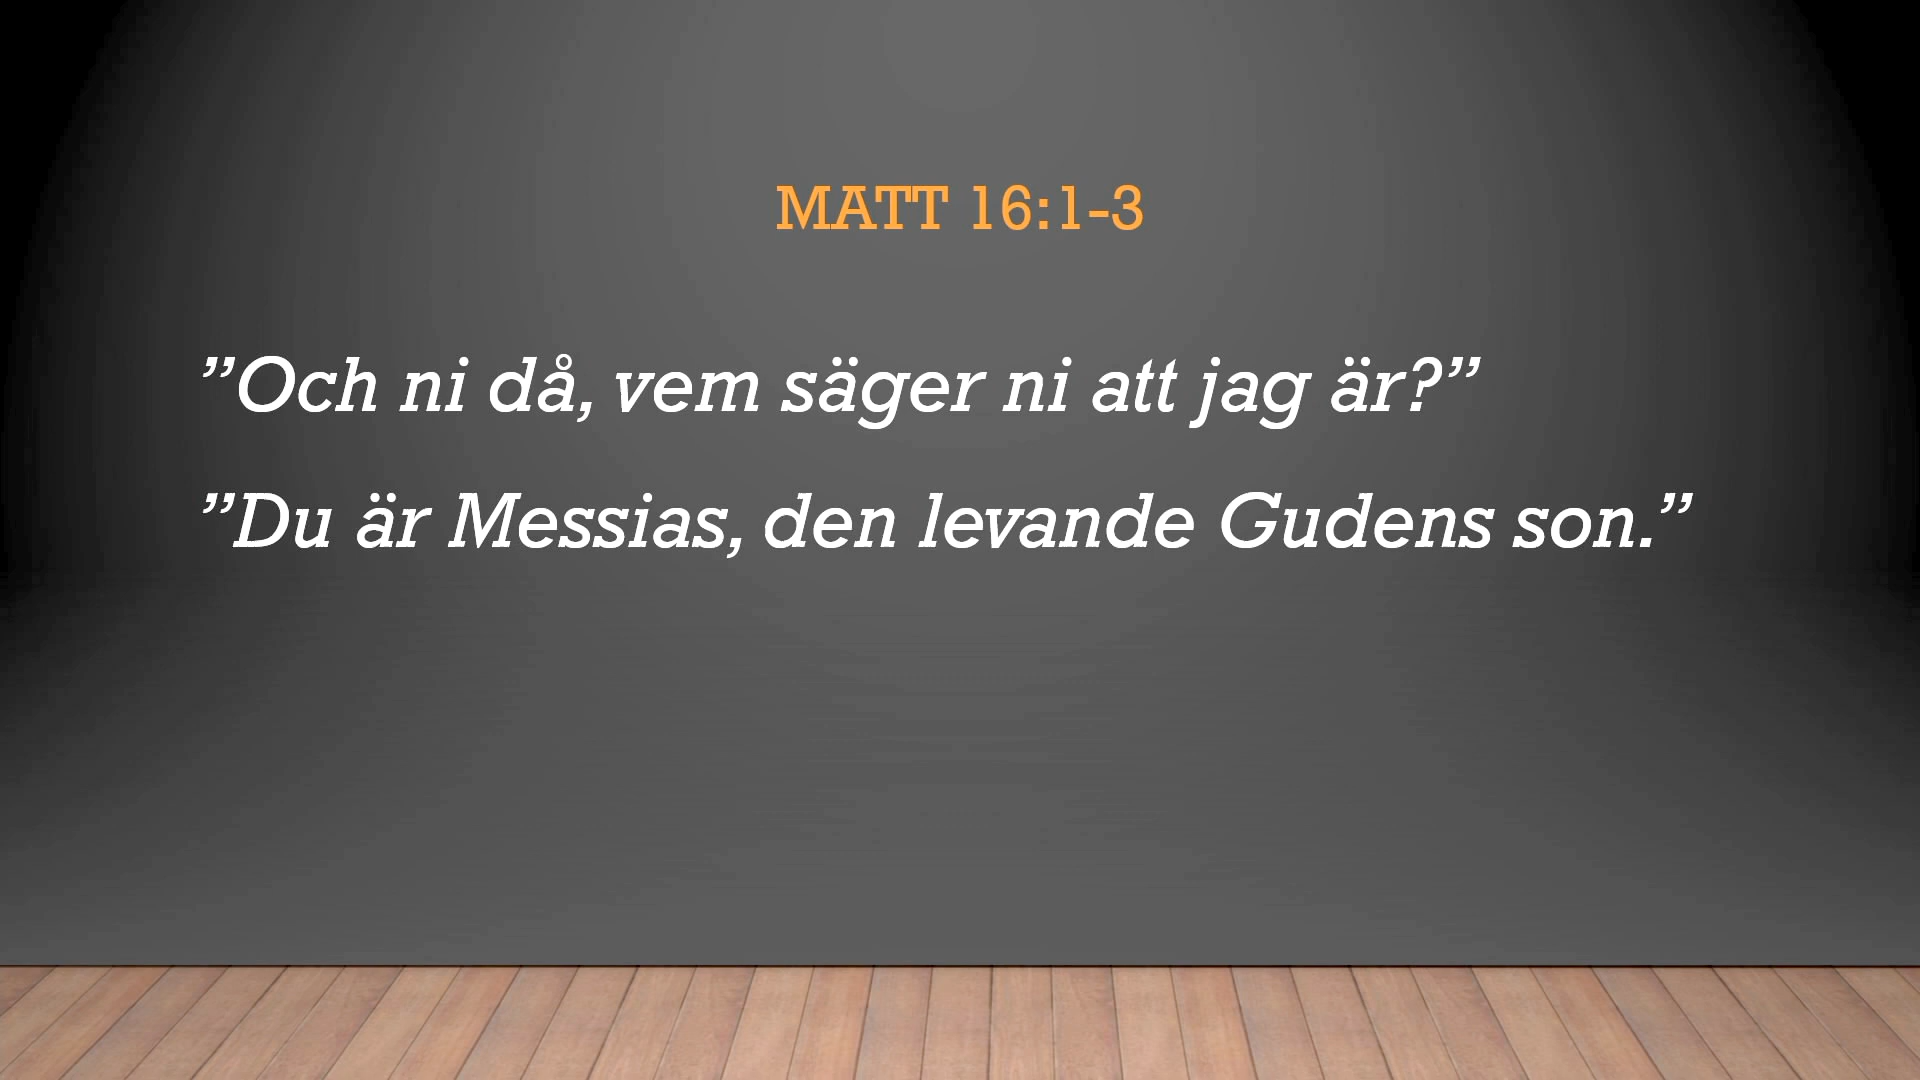 MATT 16:1-3
”Och ni då, vem säger ni att jag är?”
”Du är Messias, den levande Gudens son.”